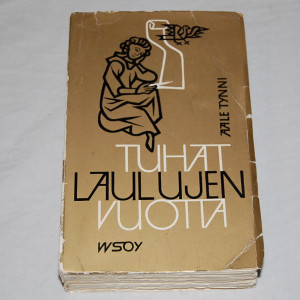 AALE TYNNI
TUHAT
LAULUJEN
VUOTTA
WSOY